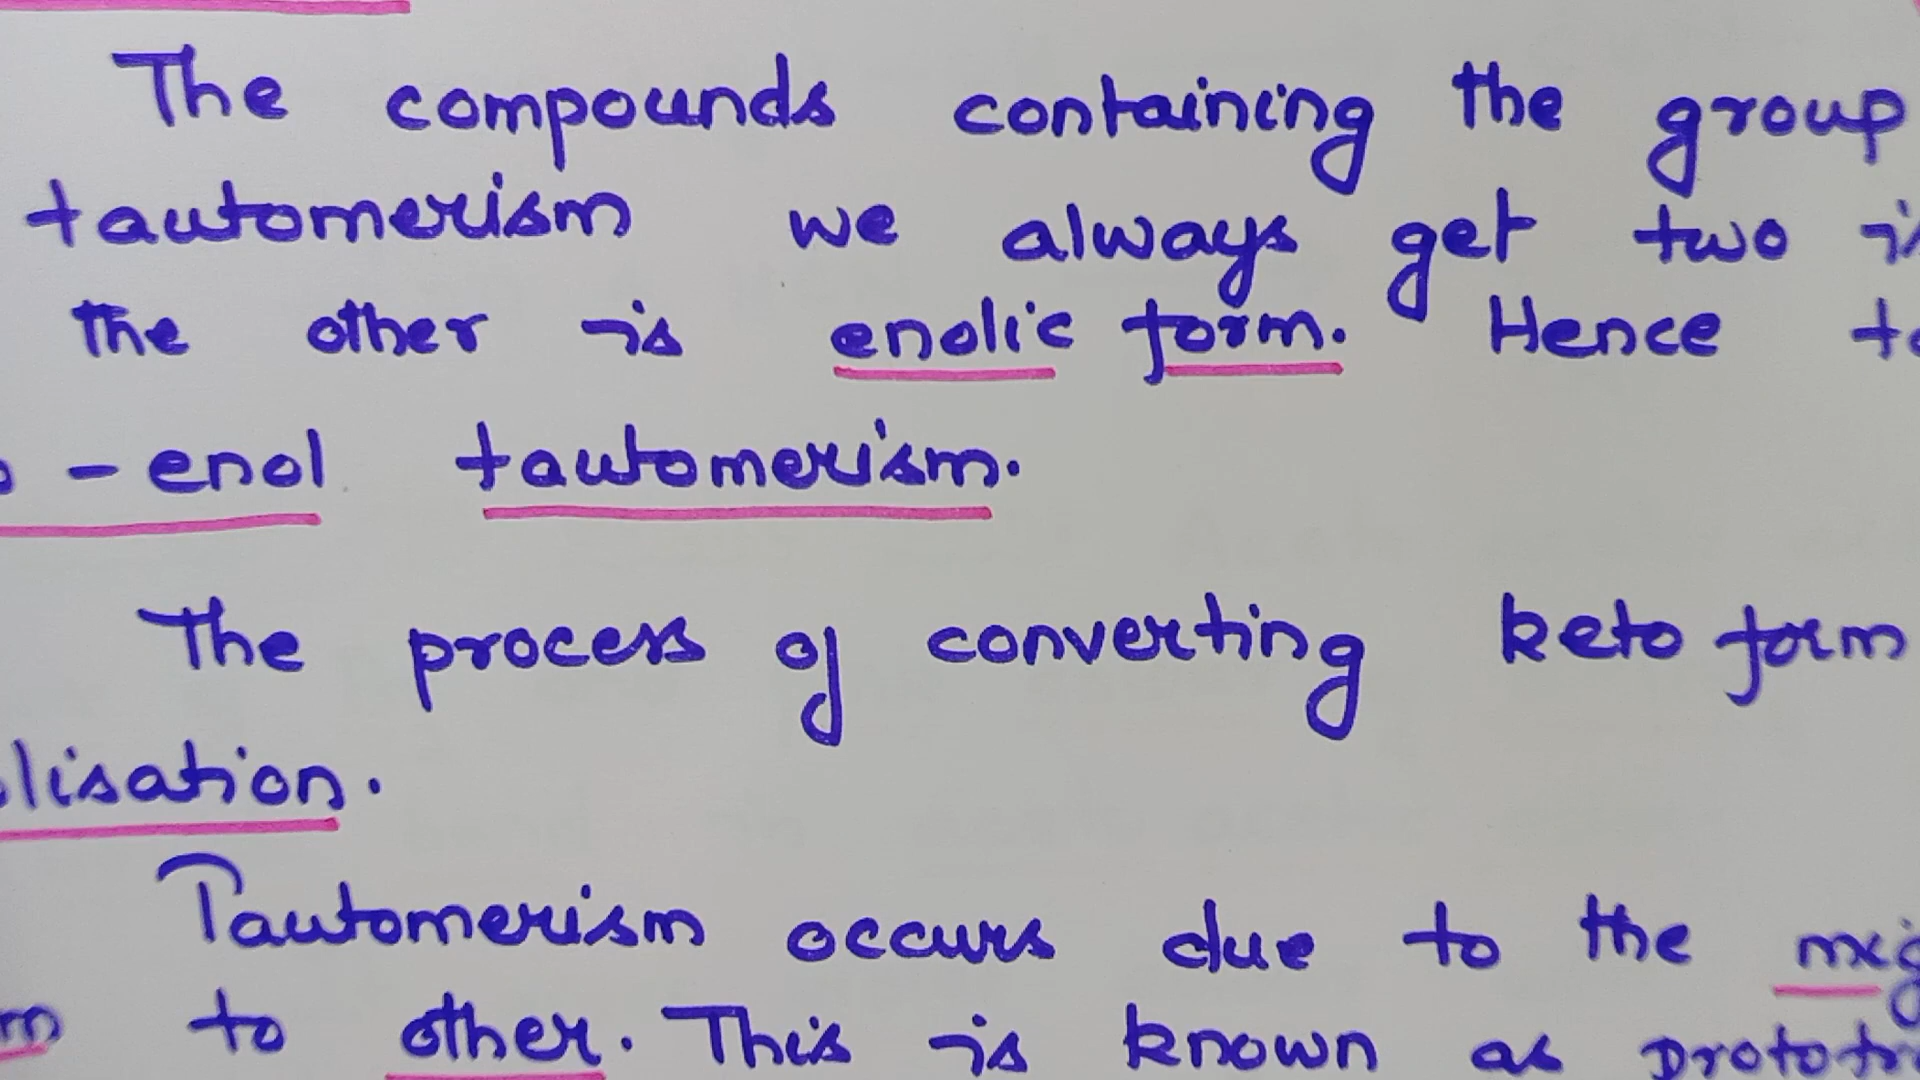 The compounds containing the group
tautomerism we always get two
the other is enolic form. Hence
- enol tautomerism.
The process of converting keto form
lisation.
Tautomerism occurs due to the
to other. This is known as